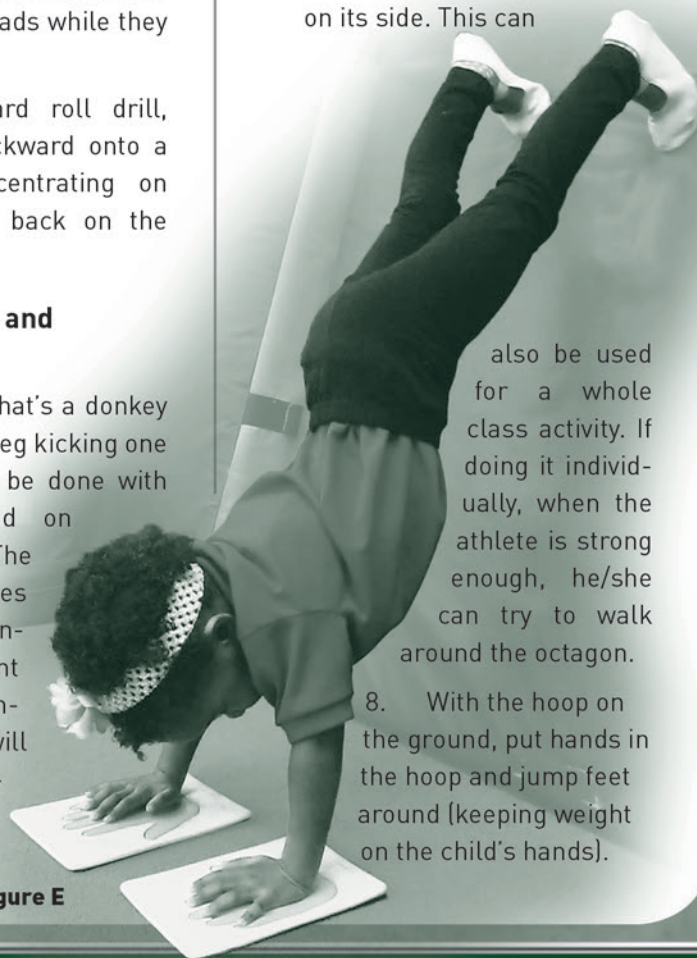 ads while they
ard roll drill,
ckward onto a
centrating on
back on the
and
hat's a donkey
eg kicking one
be done with
d on
The
es
n-
nt
n-
will
gure E
on its side. This can
also be used
for a whole
class activity. If
doing it individ-
ually, when the
athlete is strong
enough, he/she
can try to walk
around the octagon.
8. With the hoop on
the ground, put hands in
the hoop and jump feet
around (keeping weight
on the child's hands).